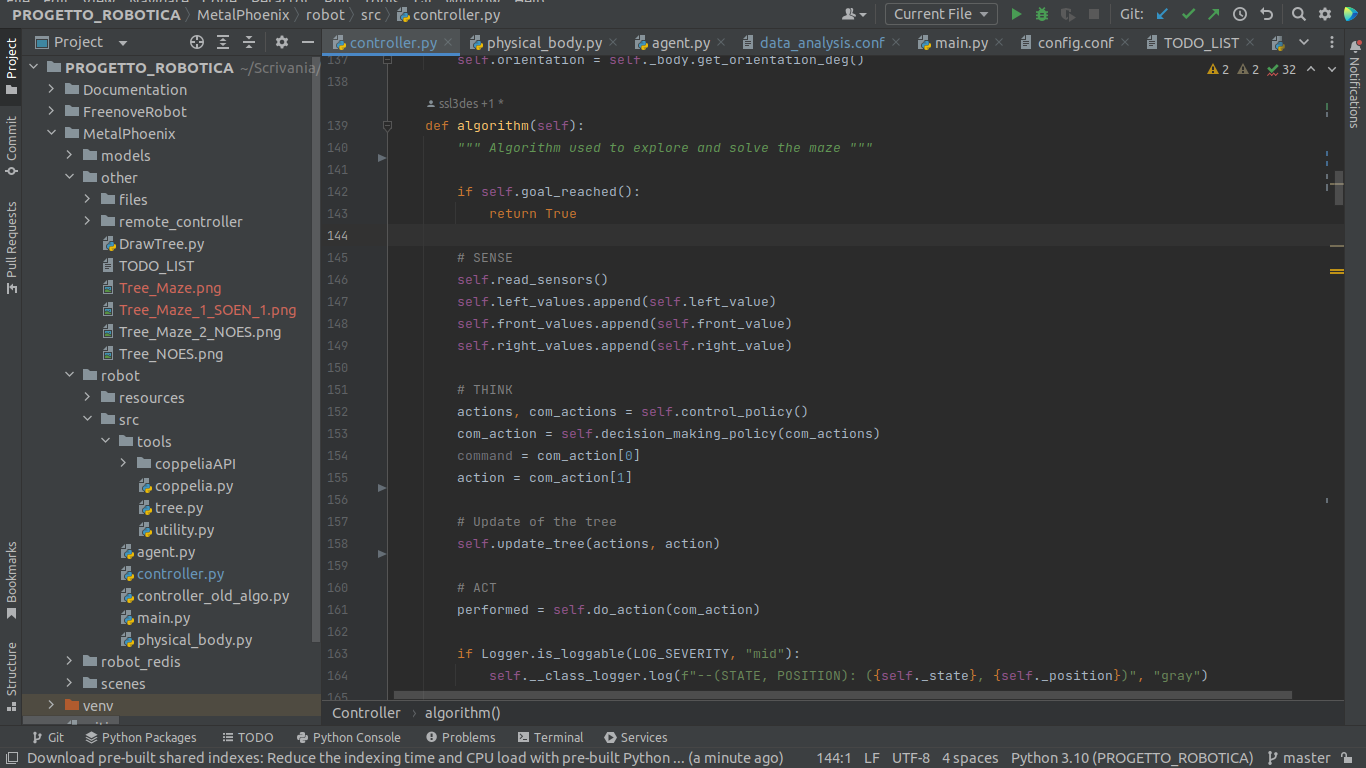 PROGETTO_ROBOTICA MetalPhoenix robot src controller.py Current File Git:
Project controller.py physical_body.py agent.py data_analysis.conf main.py config.conf TODO_LIST
PROGETTO_ROBOTICA ~/Scrivania/
Documentation
FreenoveRobot
MetalPhoenix
models
other
files
remote_controller
DrawTree.py
TODO_LIST
Tree_Maze.png
Tree_Maze_1_SOEN_1.png
Tree_Maze_2_NOES.png
Tree_NOES.png
robot
resources
src
tools
coppeliaAPI
coppelia.py
tree.py
utility.py
agent.py
controller.py
controller_old_algo.py
main.py
physical_body.py
robot_redis
scenes
venv
Project
Commit
Pull Requests
Bookmarks
Structure
Notifications
2 2 32
137 self.orientation = self._body.get_orientation_deg()
138
ssl3des +1 *
139 def algorithm(self):
140 """ Algorithm used to explore and solve the maze """
141
142 if self.goal_reached():
143 return True
144
145 # SENSE
146 self.read_sensors()
147 self.left_values.append(self.left_value)
148 self.front_values.append(self.front_value)
149 self.right_values.append(self.right_value)
150
151 # THINK
152 actions, com_actions = self.control_policy()
153 com_action = self.decision_making_policy(com_actions)
154 command = com_action[0]
155 action = com_action[1]
156
157 # Update of the tree
158 self.update_tree(actions, action)
159
160 # ACT
161 performed = self.do_action(com_action)
162
163 if Logger.is_loggable(LOG_SEVERITY, "mid"):
164 self.__class_logger.log(f"--(STATE, POSITION): ({self._state}, {self._position})", "gray")
165
Controller algorithm()
Git Python Packages TODO Python Console Problems Terminal Services
Download pre-built shared indexes: Reduce the indexing time and CPU load with pre-built Python ... (a minute ago) 144:1 LF UTF-8 4 spaces Python 3.10 (PROGETTO_ROBOTICA) master